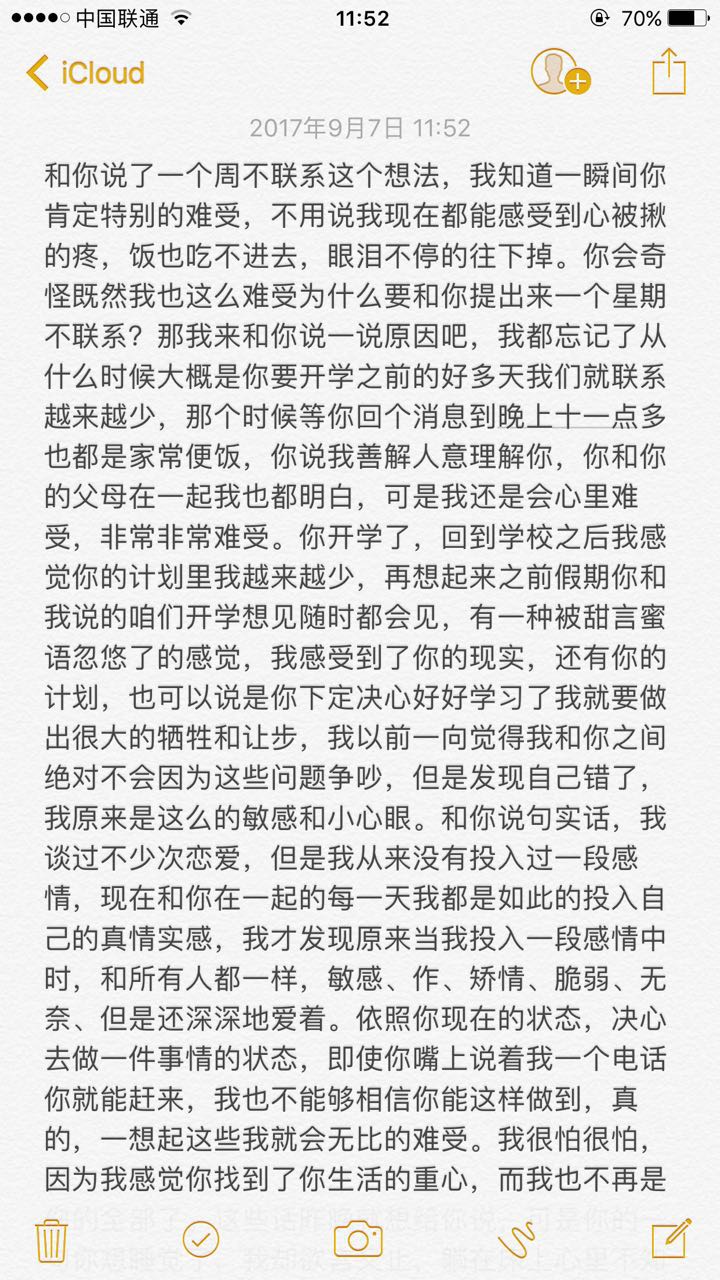 中国联通
11:52
70%
iCloud
2017年9月7日 11:52
和你说了一个周不联系这个想法，我知道一瞬间你
肯定特别的难受，不用说我现在都能感受到心被揪
的疼，饭也吃不进去，眼泪不停的往下掉。你会奇
怪既然我也这么难受为什么要和你提出来一个星期
不联系？那我来和你说一说原因吧，我都忘记了从
什么时候大概是你要开学之前的好多天我们就联系
越来越少，那个时候等你回个消息到晚上十一点多
也都是家常便饭，你说我善解人意理解你，你和你
的父母在一起我也都明白，可是我还是会心里难
受，非常非常难受。你开学了，回到学校之后我感
觉你的计划里我越来越少，再想起来之前假期你和
我说的咱们开学想见随时都会见，有一种被甜言蜜
语忽悠了的感觉，我感受到了你的现实，还有你的
计划，也可以说是你下定决心好好学习了我就要做
出很大的牺牲和让步，我以前一向觉得我和你之间
绝对不会因为这些问题争吵，但是发现自己错了，
我原来是这么的敏感和小心眼。和你说句实话，我
谈过不少次恋爱，但是我从来没有投入过一段感
情，现在和你在一起的每一天我都是如此的投入自
己的真情实感，我才发现原来当我投入一段感情中
时，和所有人都一样，敏感、作、矫情、脆弱、无
奈、但是还深深地爱着。依照你现在的状态，决心
去做一件事情的状态，即使你嘴上说着我一个电话
你就能赶来，我也不能够相信你能这样做到，真
的，一想起这些我就会无比的难受。我很怕很怕，
因为我感觉你找到了你生活的重心，而我也不再是
你的全部了，这些话昨晚就想给你说，可是你的一